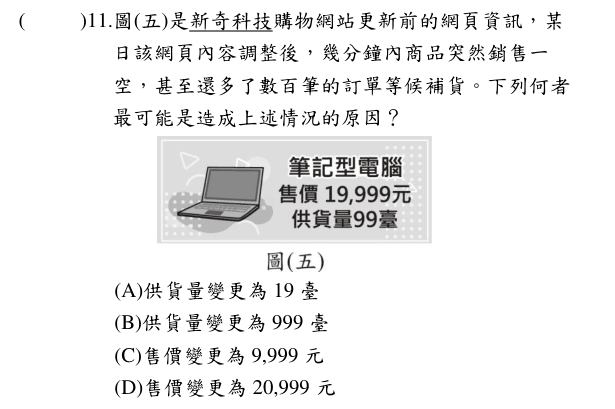 (　　)11.圖(五)是新奇科技購物網站更新前的網頁資訊，某
日該網頁內容調整後，幾分鐘內商品突然銷售一
空，甚至還多了數百筆的訂單等候補貨。下列何者
最可能是造成上述情況的原因？
筆記型電腦
售價 19,999元
供貨量99臺
圖(五)
(A)供貨量變更為 19 臺
(B)供貨量變更為 999 臺
(C)售價變更為 9,999 元
(D)售價變更為 20,999 元